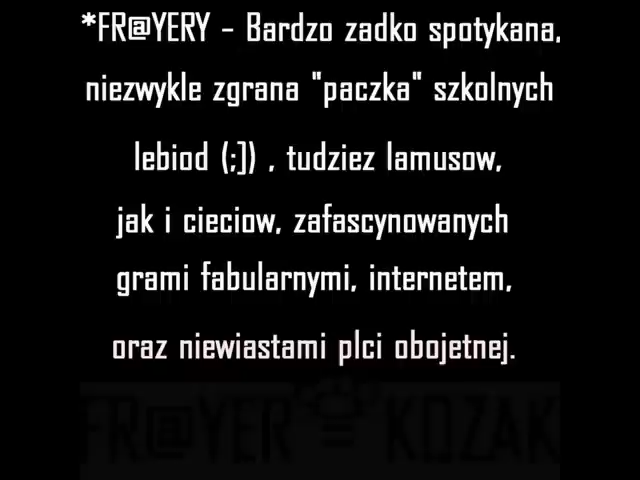 *FR@YERY - Bardzo zadko spotykana,
niezwykle zgrana "paczka" szkolnych
lebiod (;]) , tudziez lamusow,
jak i cieciow, zafascynowanych
grami fabularnymi, internetem,
oraz niewiastami plci obojetnej.
FR@YER = KOZAK